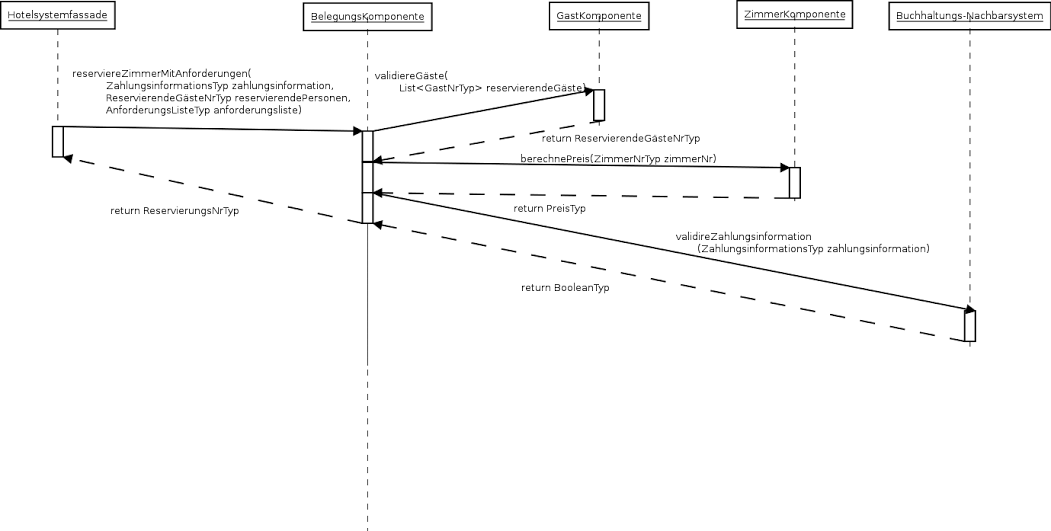 Hotelsystemfassade
BelegungsKomponente
GastKomponente
ZimmerKomponente
Buchhaltungs-Nachbarsystem
reserviereZimmerMitAnforderungen(
ZahlungsinformationsTyp zahlungsinformation,
ReservierendeGästeNrTyp reservierendePersonen,
AnforderungsListeTyp anforderungsliste)
validiereGäste(
List<GastNrTyp> reservierendeGäste)
return ReservierendeGästeNrTyp
berechnePreis(ZimmerNrTyp zimmerNr)
return PreisTyp
return ReservierungsNrTyp
validireZahlungsinformation
(ZahlungsinformationsTyp zahlungsinformation)
return BooleanTyp